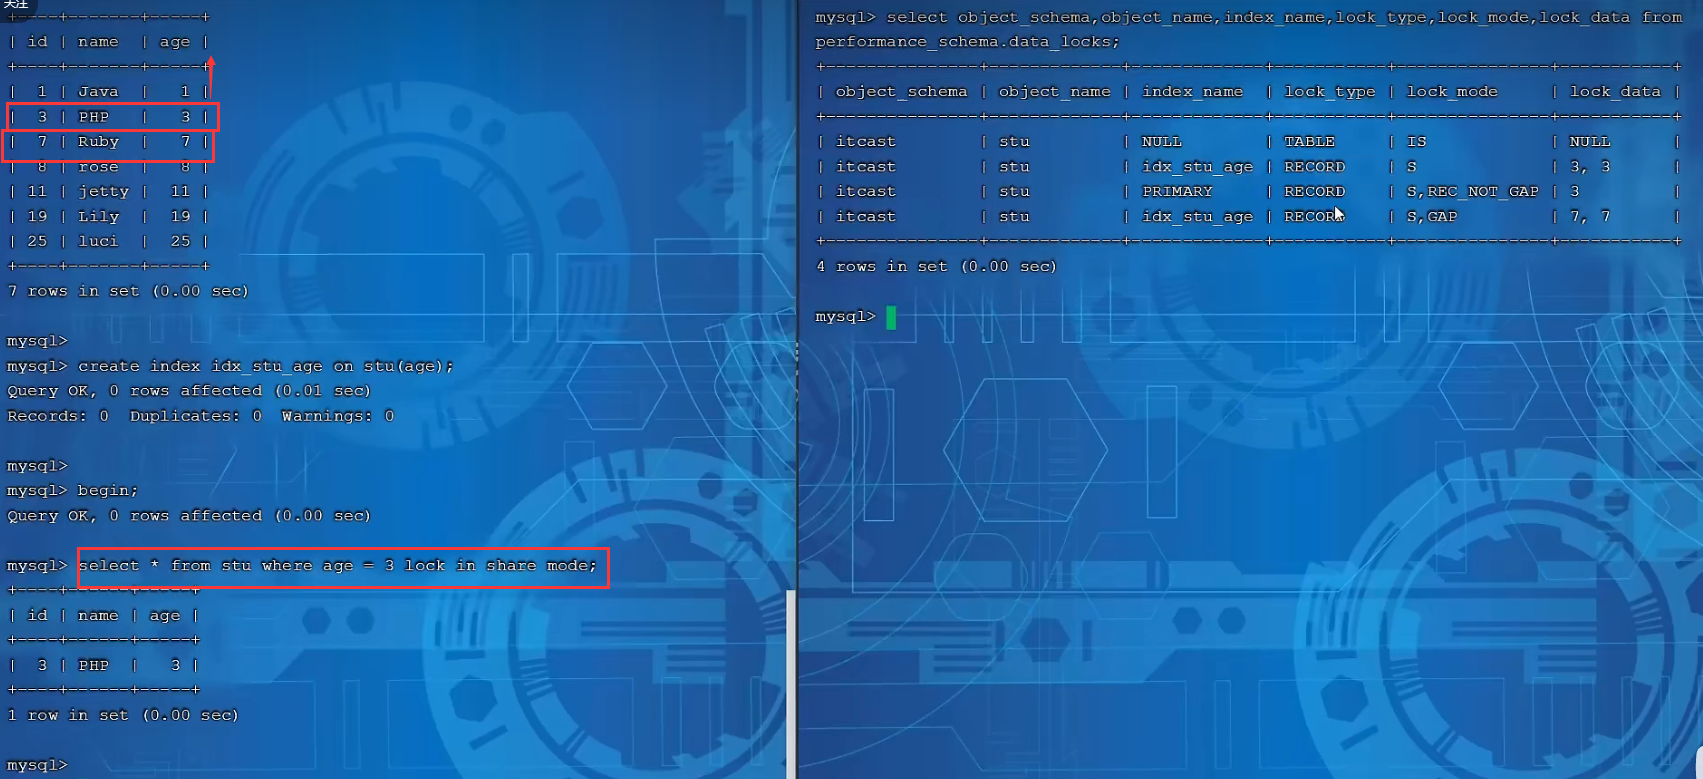 关注
+----+-------+-----+
| id | name  | age |
+----+-------+-----+
|  1 | Java  |   1 |
|  3 | PHP   |   3 |
|  7 | Ruby  |   7 |
|  8 | rose  |   8 |
| 11 | jetty |  11 |
| 19 | Lily  |  19 |
| 25 | luci  |  25 |
+----+-------+-----+
7 rows in set (0.00 sec)
mysql>
mysql> create index idx_stu_age on stu(age);
Query OK, 0 rows affected (0.01 sec)
Records: 0  Duplicates: 0  Warnings: 0
mysql>
mysql> begin;
Query OK, 0 rows affected (0.00 sec)
mysql> select * from stu where age = 3 lock in share mode;
+----+------+-----+
| id | name | age |
+----+------+-----+
|  3 | PHP  |   3 |
+----+------+-----+
1 row in set (0.00 sec)
mysql>
mysql> select object_schema,object_name,index_name,lock_type,lock_mode,lock_data from
performance_schema.data_locks;
+---------------+-------------+-------------+-----------+---------------+-----------+
| object_schema | object_name | index_name  | lock_type | lock_mode     | lock_data |
+---------------+-------------+-------------+-----------+---------------+-----------+
| itcast        | stu         | NULL        | TABLE     | IS            | NULL      |
| itcast        | stu         | idx_stu_age | RECORD    | S             | 3, 3      |
| itcast        | stu         | PRIMARY     | RECORD    | S,REC_NOT_GAP | 3         |
| itcast        | stu         | idx_stu_age | RECORD    | S,GAP         | 7, 7      |
+---------------+-------------+-------------+-----------+---------------+-----------+
4 rows in set (0.00 sec)
mysql>